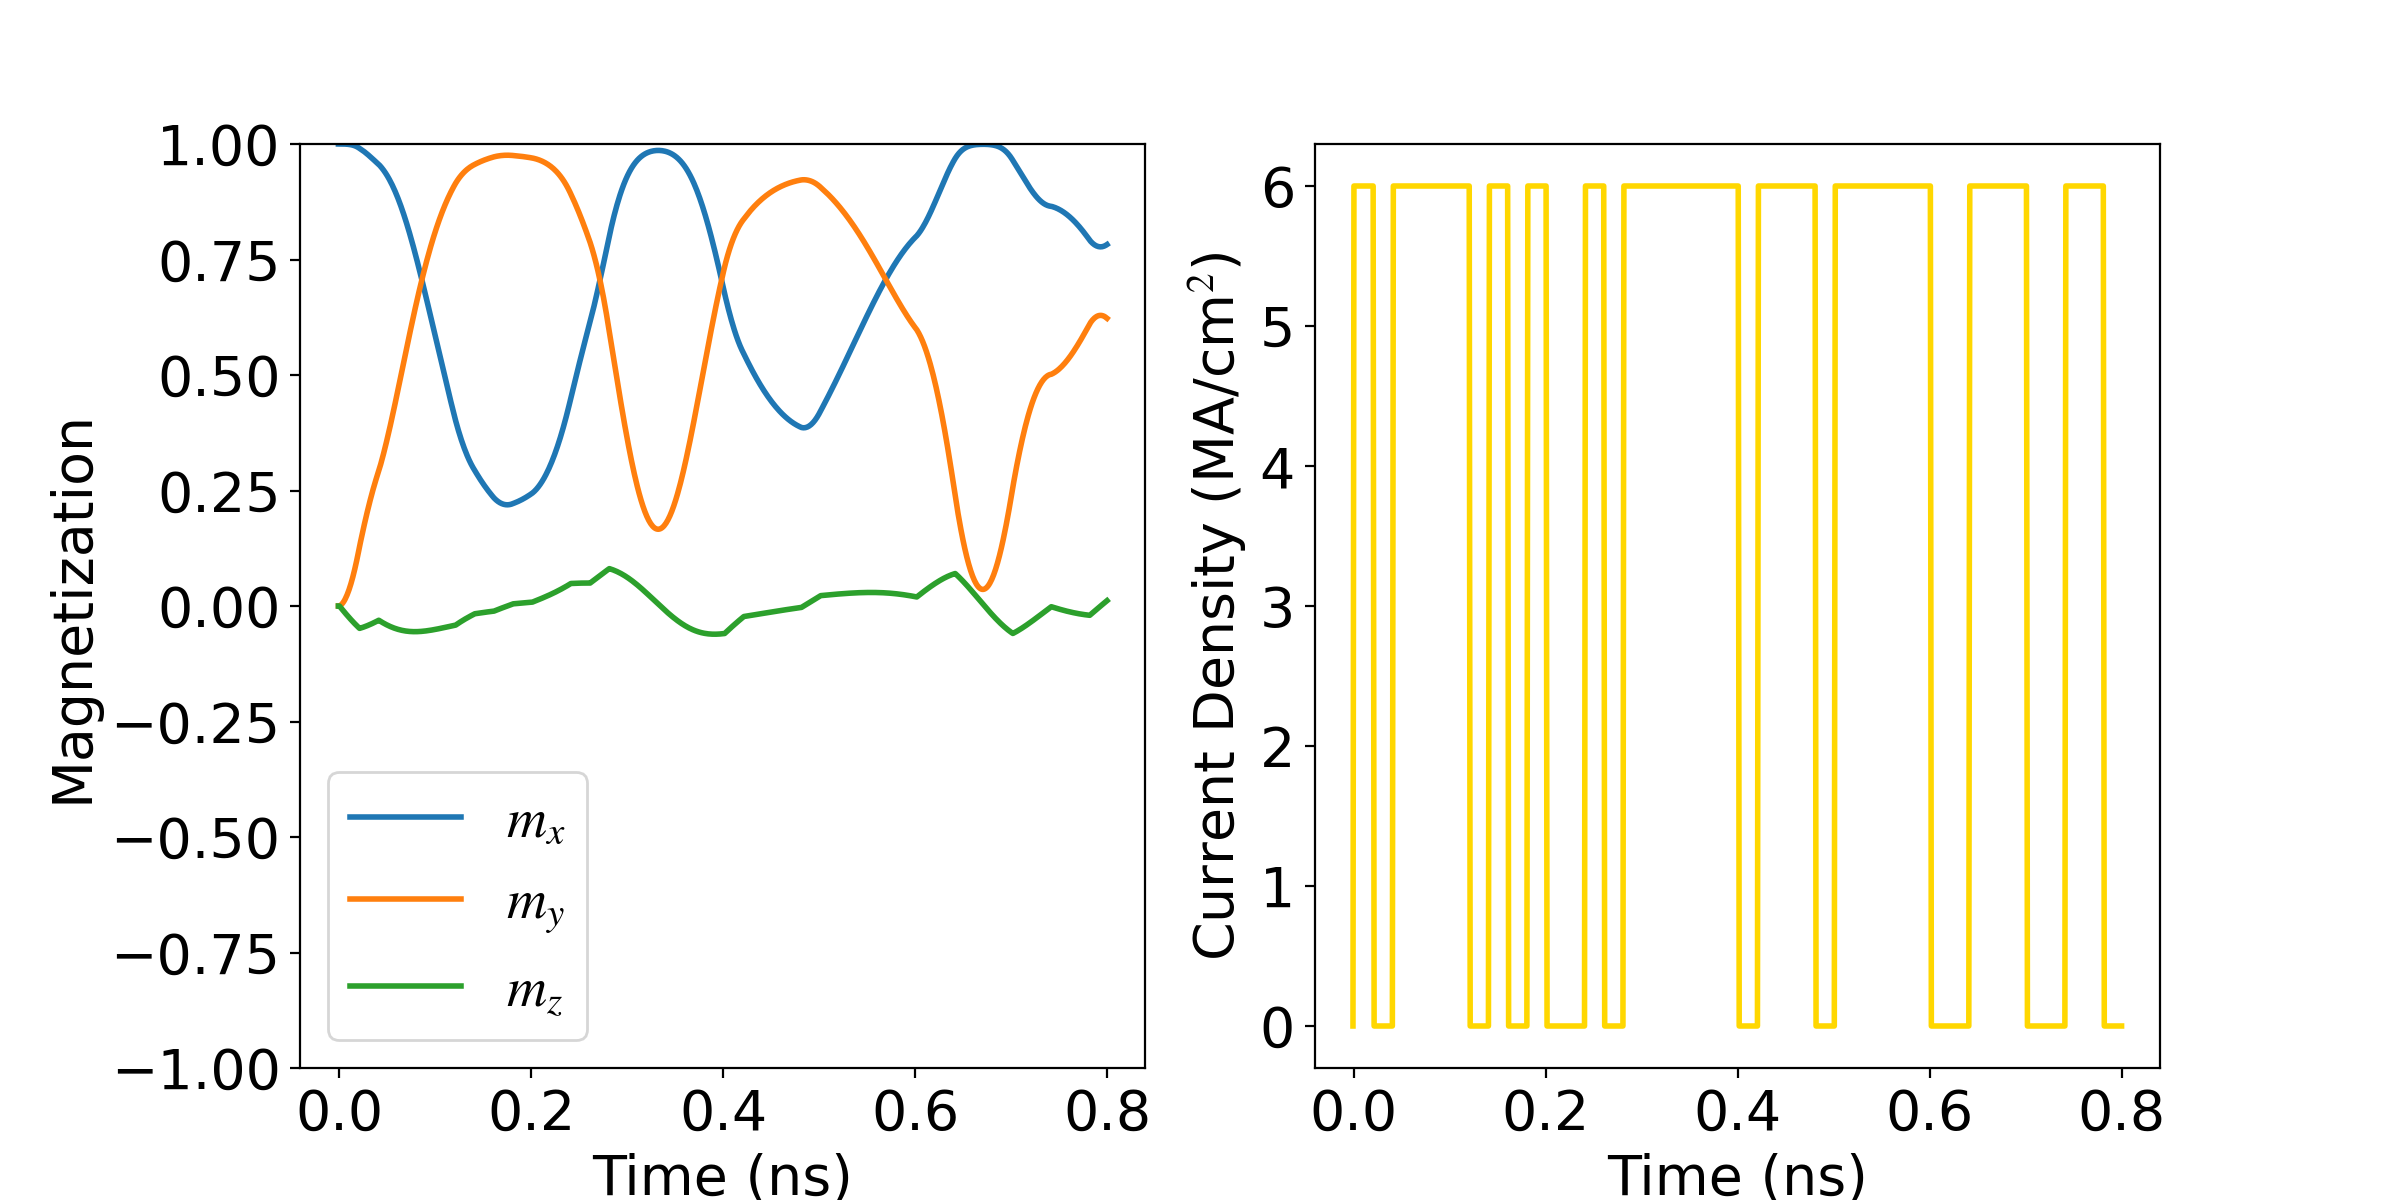 1.00
0.75
0.50
0.25
0.00
−0.25
−0.50
−0.75
−1.00
Magnetization
m_x
m_y
m_z
0.0 0.2 0.4 0.6 0.8
Time (ns)
6
5
4
3
2
1
0
Current Density (MA/cm²)
0.0 0.2 0.4 0.6 0.8
Time (ns)